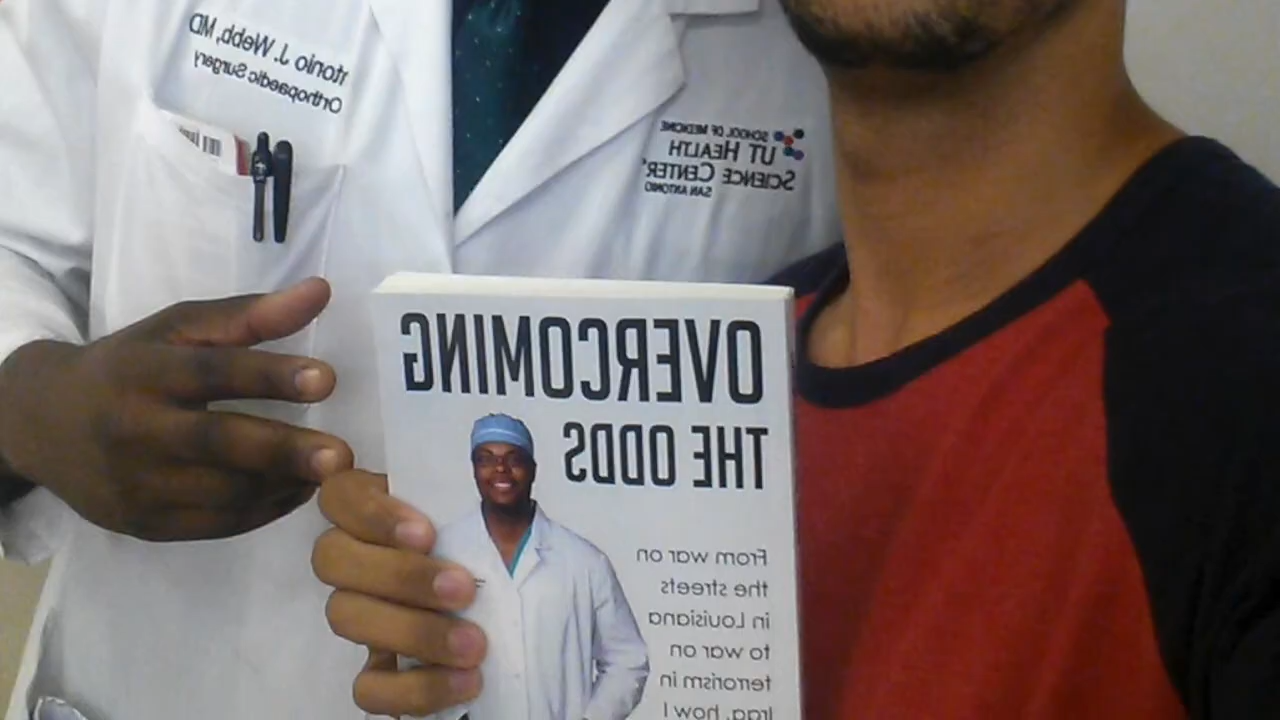 ntonio J. Webb, MD
Orthopaedic Surgery
SCHOOL OF MEDICINE
UT HEALTH
SCIENCE CENTER®
SAN ANTONIO
OVERCOMING
THE ODDS
From war on
the streets
in Louisiana
to war on
terrorism in
Iraq, how I